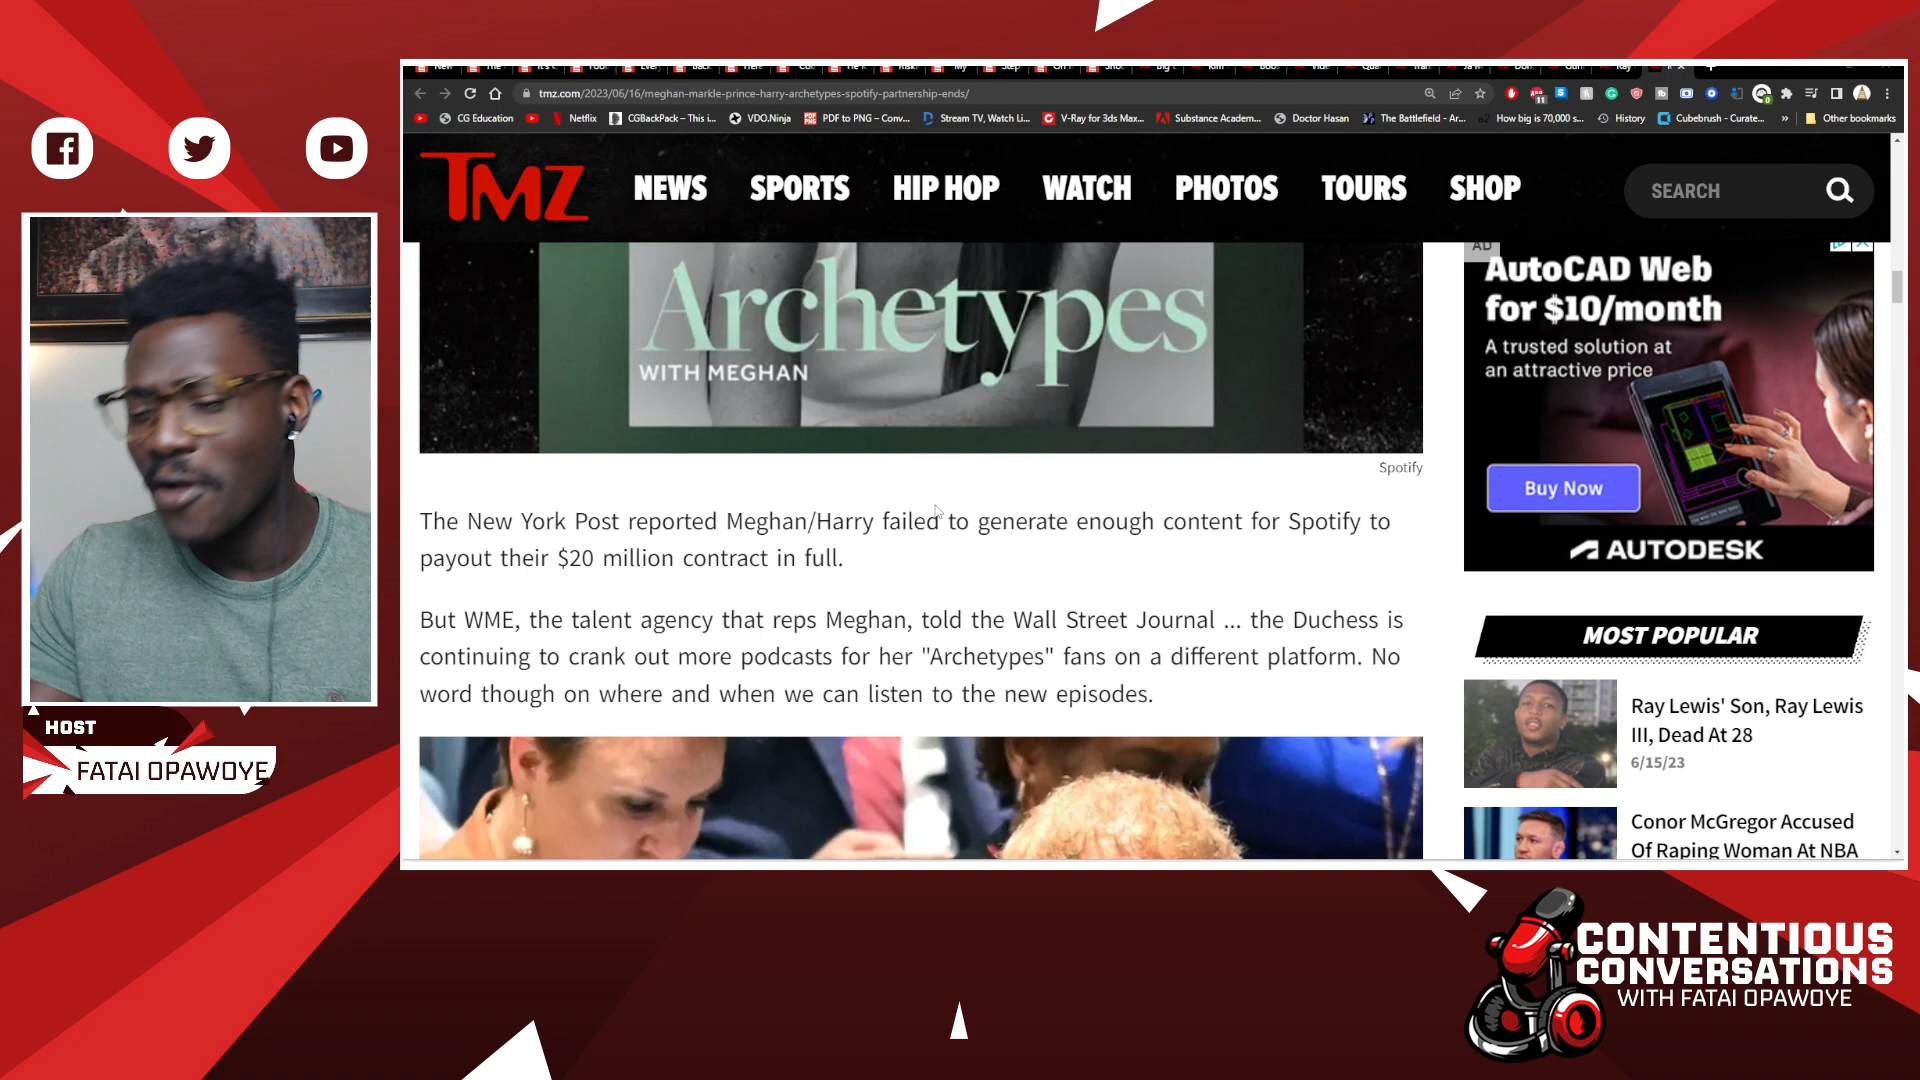 tmz.com/2023/06/16/meghan-markle-prince-harry-archetypes-spotify-partnership-ends/
CG Education
Netflix
CGBackPack – This i...
VDO.Ninja
PDF to PNG – Conv...
Stream TV, Watch Li...
V-Ray for 3ds Max...
Substance Academ...
Doctor Hasan
The Battlefield - Ar...
How big is 70,000 s...
History
Cubebrush - Curate...
»
Other bookmarks
TMZ
NEWS
SPORTS
HIP HOP
WATCH
PHOTOS
TOURS
SHOP
SEARCH
Archetypes
WITH MEGHAN
Spotify
The New York Post reported Meghan/Harry failed to generate enough content for Spotify to
payout their $20 million contract in full.
But WME, the talent agency that reps Meghan, told the Wall Street Journal ... the Duchess is
continuing to crank out more podcasts for her "Archetypes" fans on a different platform. No
word though on where and when we can listen to the new episodes.
AD
AutoCAD Web
for $10/month
A trusted solution at
an attractive price
Buy Now
AUTODESK
MOST POPULAR
Ray Lewis' Son, Ray Lewis
III, Dead At 28
6/15/23
Conor McGregor Accused
Of Raping Woman At NBA
HOST
FATAI OPAWOYE
CONTENTIOUS
CONVERSATIONS
WITH FATAI OPAWOYE